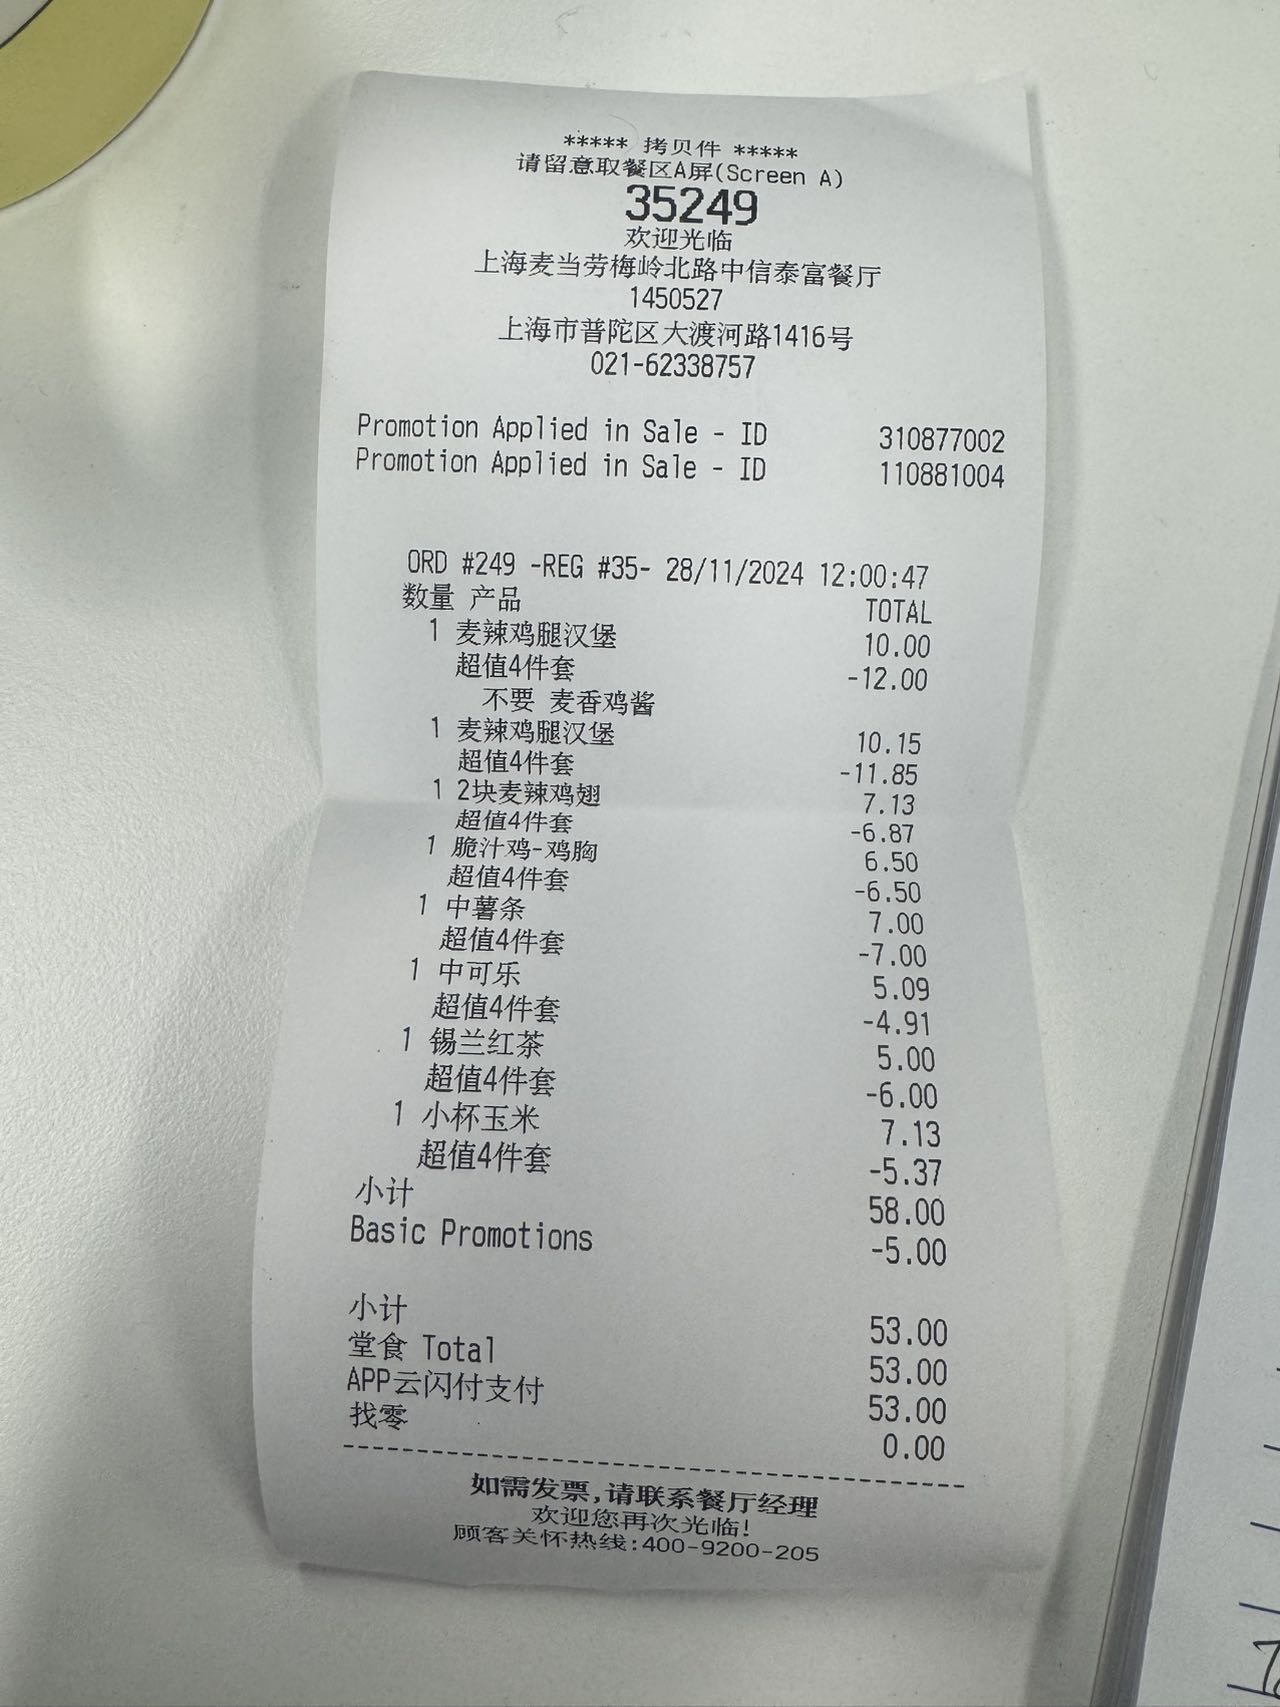 ***** 拷贝件 *****
请留意取餐区A屏(Screen A)
35249
欢迎光临
上海麦当劳梅岭北路中信泰富餐厅
1450527
上海市普陀区大渡河路1416号
021-62338757
Promotion Applied in Sale - ID 310877002
Promotion Applied in Sale - ID 110881004
ORD #249 -REG #35- 28/11/2024 12:00:47
数量 产品 TOTAL
1 麦辣鸡腿汉堡 10.00
超值4件套 -12.00
不要 麦香鸡酱
1 麦辣鸡腿汉堡 10.15
超值4件套 -11.85
1 2块麦辣鸡翅 7.13
超值4件套 -6.87
1 脆汁鸡-鸡胸 6.50
超值4件套 -6.50
1 中薯条 7.00
超值4件套 -7.00
1 中可乐 5.09
超值4件套 -4.91
1 锡兰红茶 5.00
超值4件套 -6.00
1 小杯玉米 7.13
超值4件套 -5.37
小计 58.00
Basic Promotions -5.00
小计 53.00
堂食 Total 53.00
APP云闪付支付 53.00
找零 0.00
如需发票,请联系餐厅经理
欢迎您再次光临!
顾客关怀热线:400-9200-205